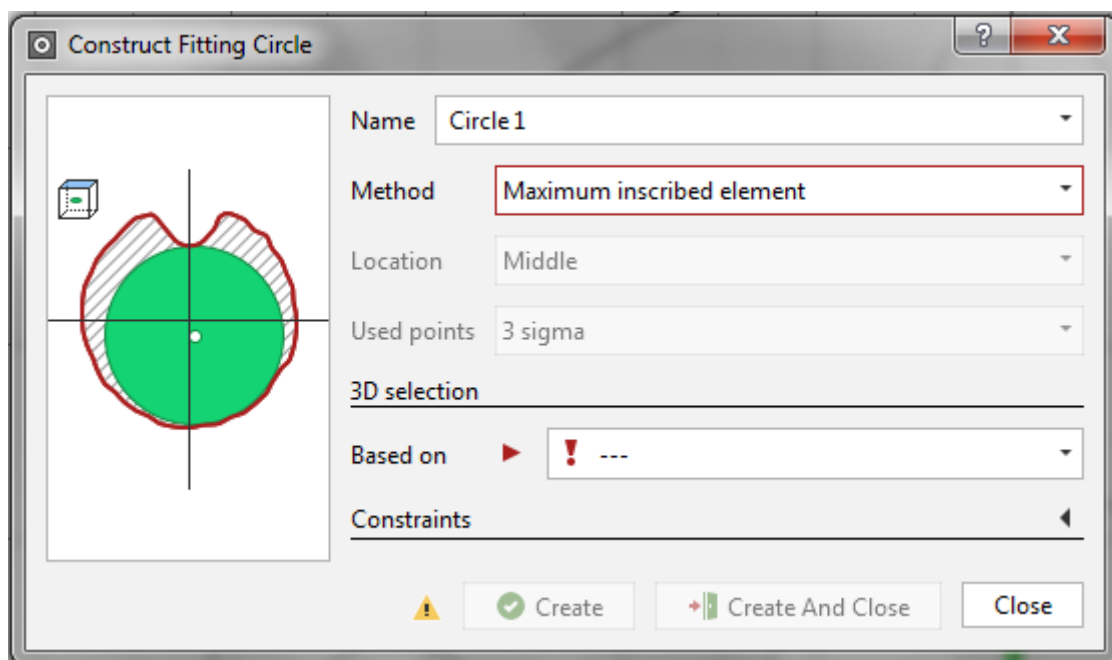 Construct Fitting Circle
?
Name Circle 1
Method Maximum inscribed element
Location Middle
Used points 3 sigma
3D selection
Based on ! ---
Constraints
Create Create And Close Close